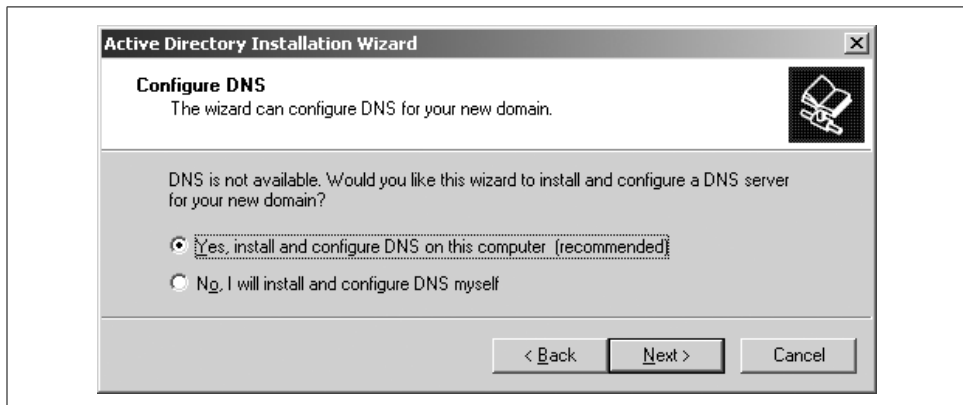 Active Directory Installation Wizard
Configure DNS
The wizard can configure DNS for your new domain.
DNS is not available. Would you like this wizard to install and configure a DNS server
for your new domain?
Yes, install and configure DNS on this computer (recommended)
No, I will install and configure DNS myself
< Back
Next >
Cancel